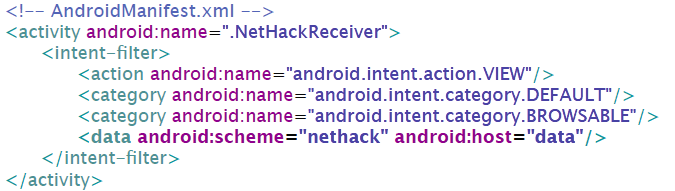 <!-- AndroidManifest.xml -->
<activity android:name=".NetHackReceiver">
<intent-filter>
<action android:name="android.intent.action.VIEW"/>
<category android:name="android.intent.category.DEFAULT"/>
<category android:name="android.intent.category.BROWSABLE"/>
<data android:scheme="nethack" android:host="data"/>
</intent-filter>
</activity>